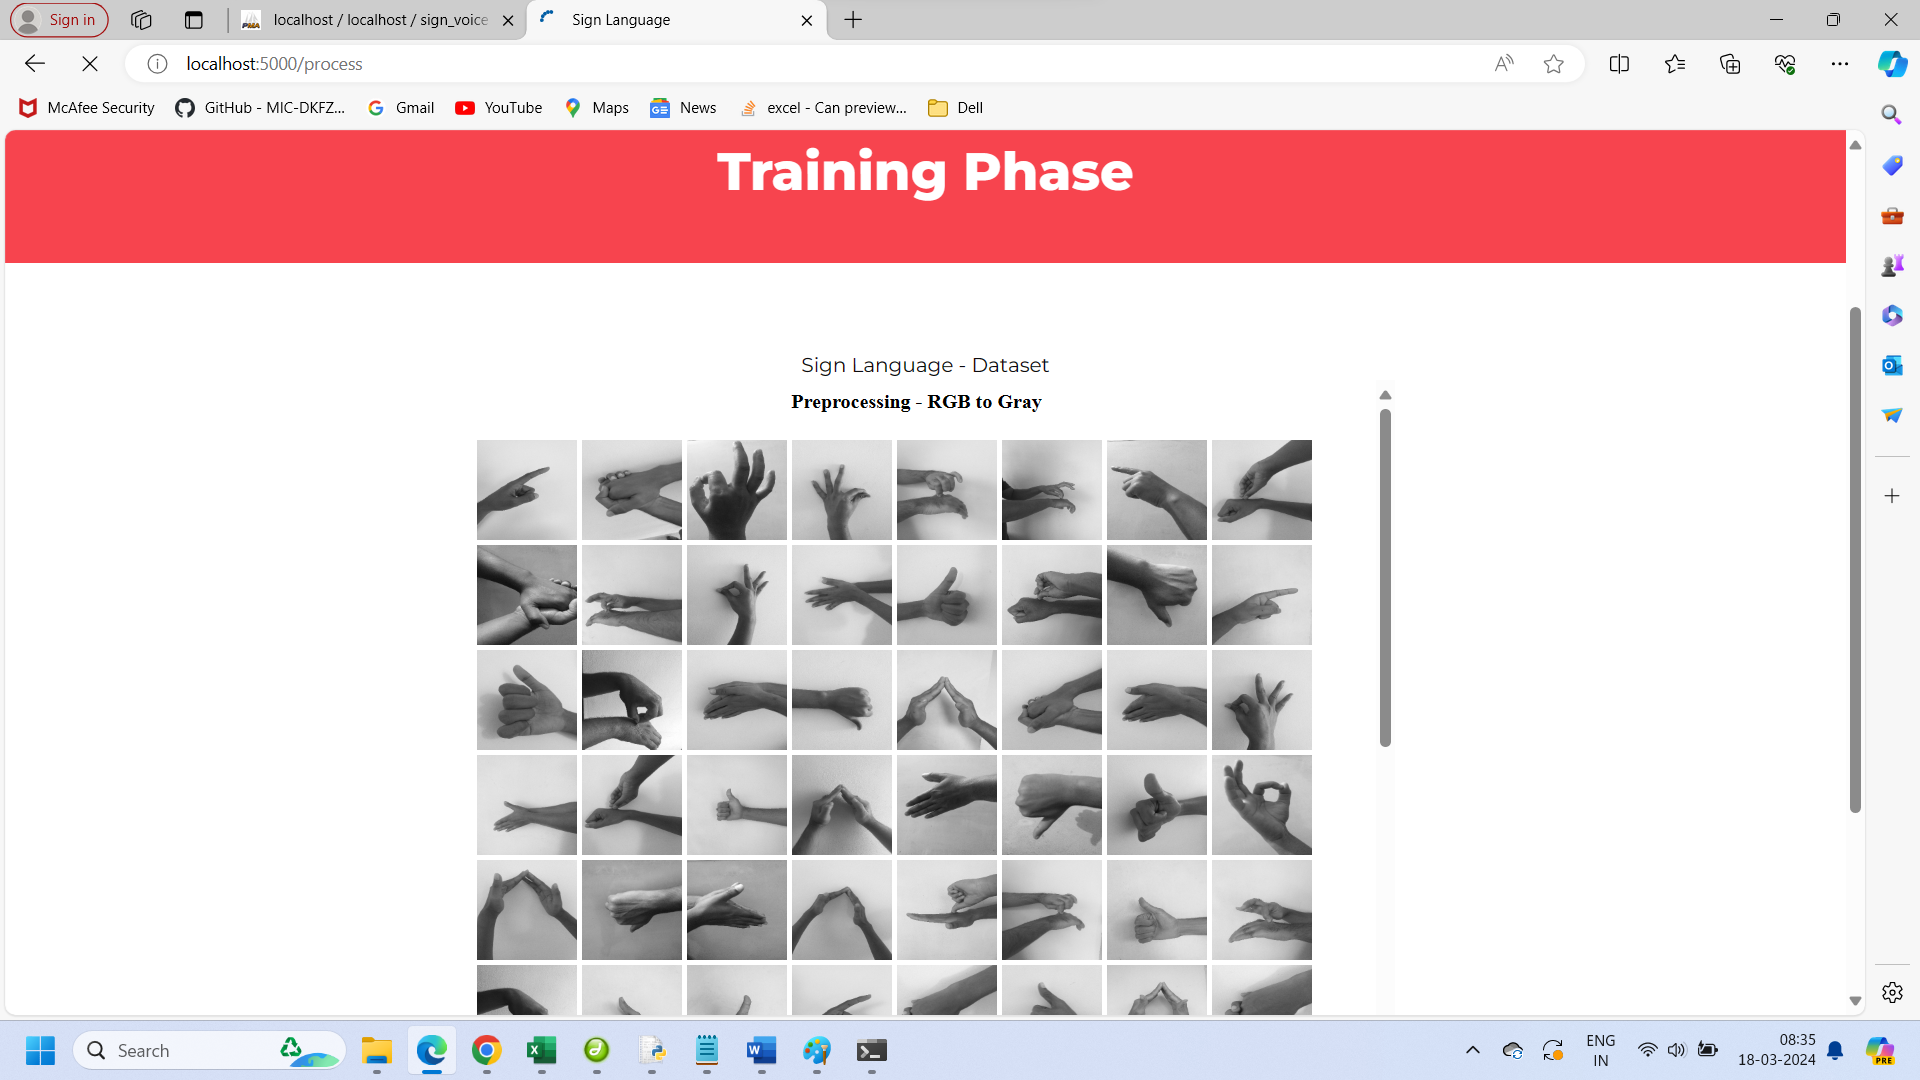 Sign in
localhost / localhost / sign_voice
Sign Language
localhost:5000/process
McAfee Security
GitHub - MIC-DKFZ...
Gmail
YouTube
Maps
News
excel - Can preview...
Dell
Training Phase
Sign Language - Dataset
Preprocessing - RGB to Gray
Search
ENG
IN
08:35
18-03-2024
PRE